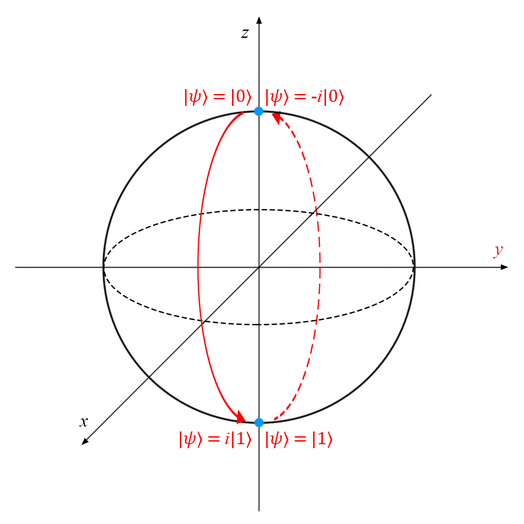 z
|ψ⟩ = |0⟩ |ψ⟩ = -i|0⟩
y
x
|ψ⟩ = i|1⟩ |ψ⟩ = |1⟩